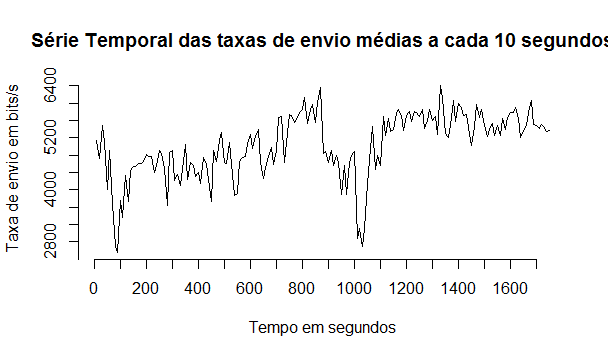 Série Temporal das taxas de envio médias a cada 10 segundos
Taxa de envio em bits/s
6400
5200
4000
2800
0 200 400 600 800 1000 1200 1400 1600
Tempo em segundos